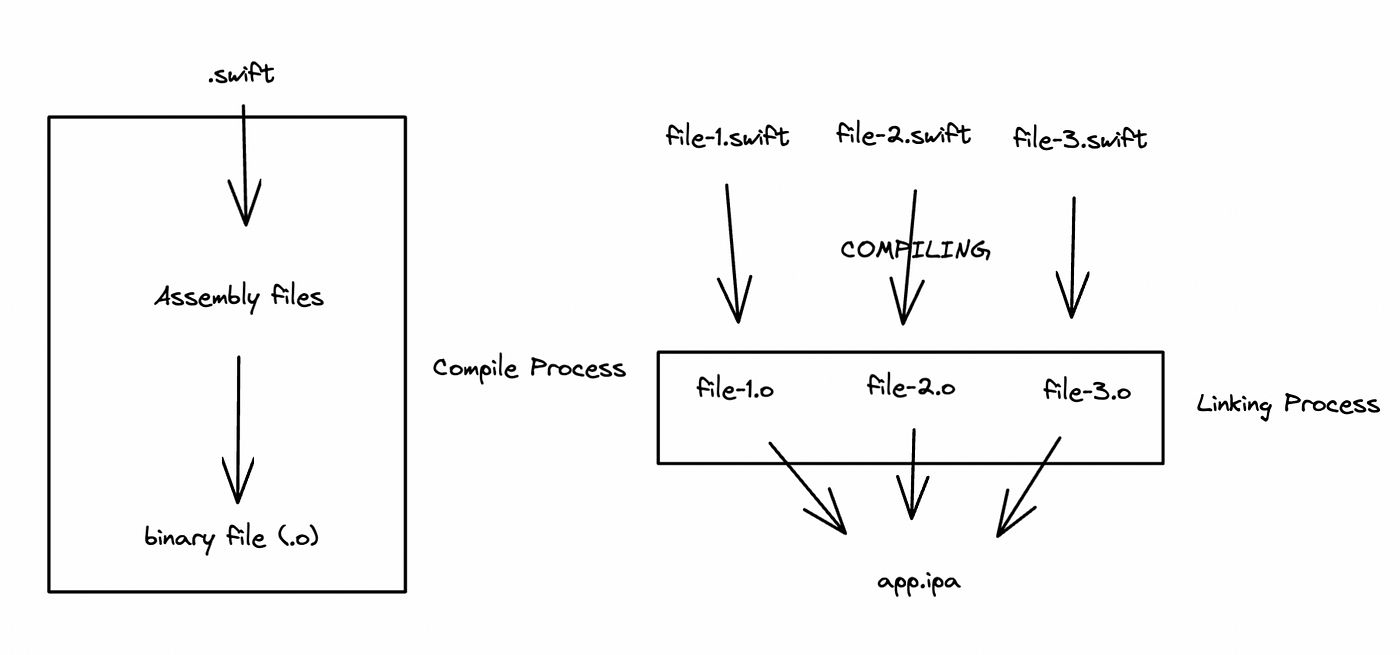 .swift
Assembly files
binary file (.o)
Compile Process
file-1.swift
file-2.swift
file-3.swift
COMPILING
file-1.o
file-2.o
file-3.o
Linking Process
app.ipa